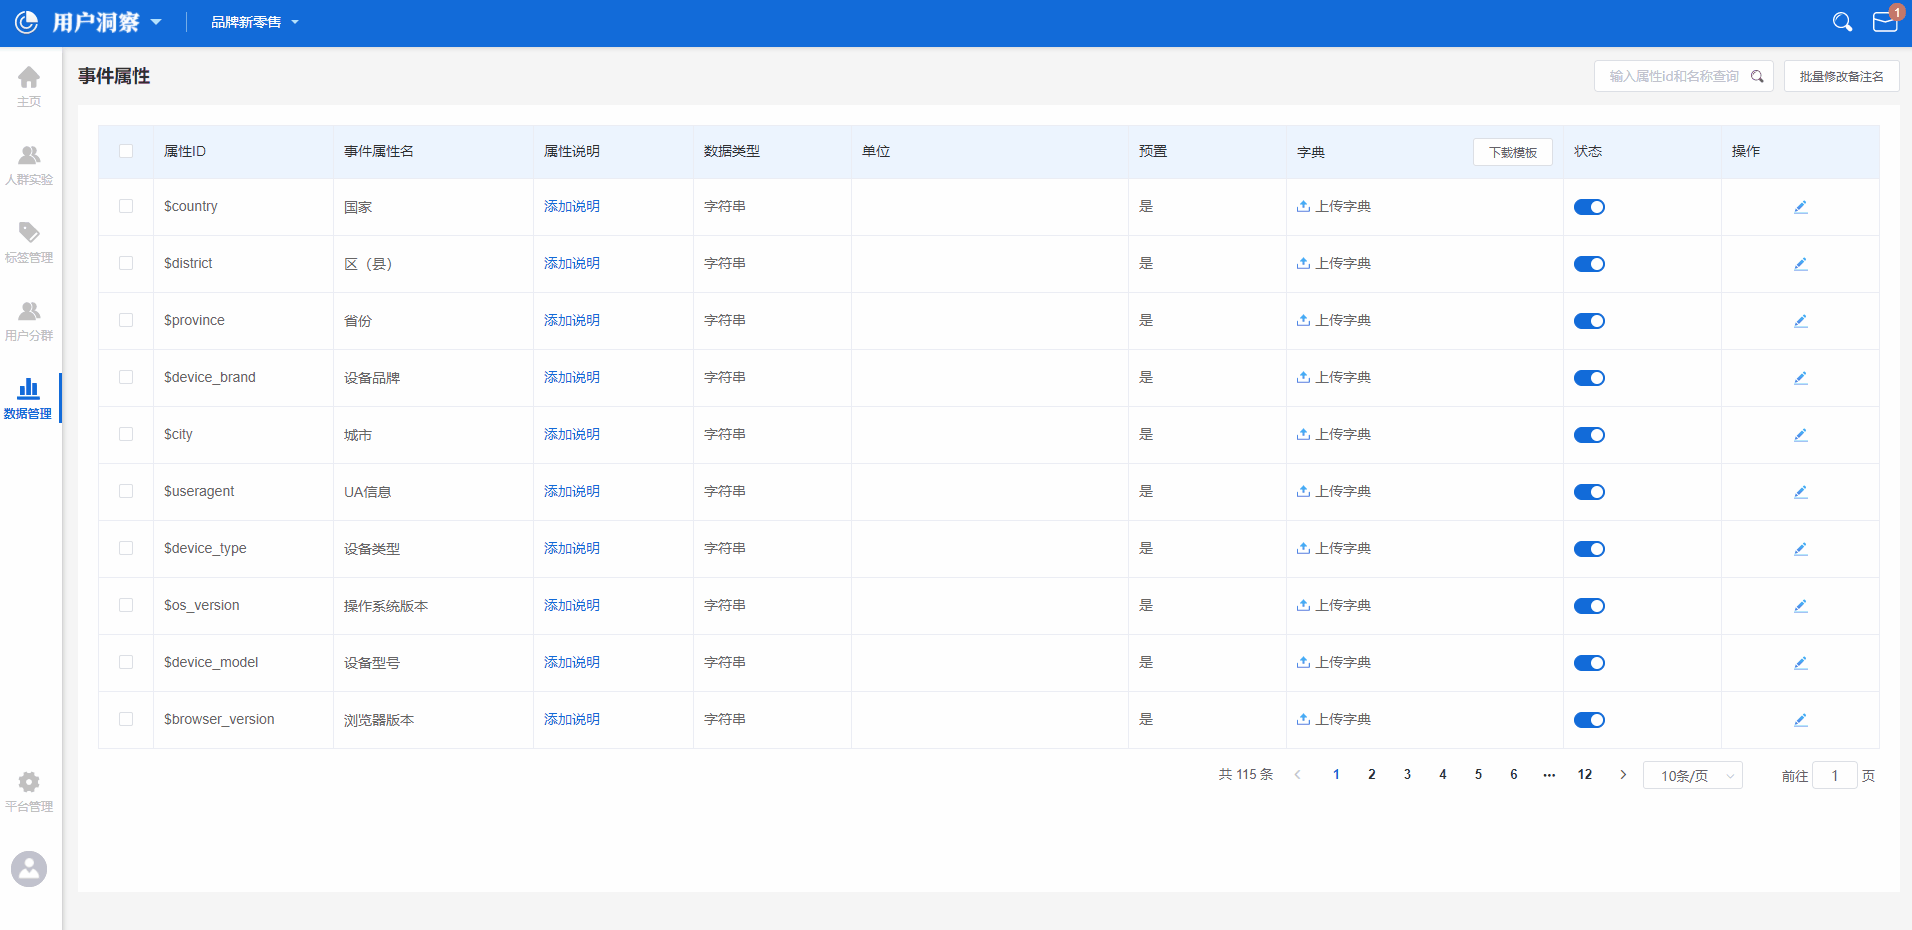 用户洞察
品牌新零售
1
主页
人群实验
标签管理
用户分群
数据管理
平台管理
事件属性
输入属性id和名称查询
批量修改备注名
属性ID 事件属性名 属性说明 数据类型 单位 预置 字典 下载模板 状态 操作
$country 国家 添加说明 字符串 是 上传字典
$district 区（县） 添加说明 字符串 是 上传字典
$province 省份 添加说明 字符串 是 上传字典
$device_brand 设备品牌 添加说明 字符串 是 上传字典
$city 城市 添加说明 字符串 是 上传字典
$useragent UA信息 添加说明 字符串 是 上传字典
$device_type 设备类型 添加说明 字符串 是 上传字典
$os_version 操作系统版本 添加说明 字符串 是 上传字典
$device_model 设备型号 添加说明 字符串 是 上传字典
$browser_version 浏览器版本 添加说明 字符串 是 上传字典
共 115 条 1 2 3 4 5 6 ••• 12 10条/页 前往 1 页